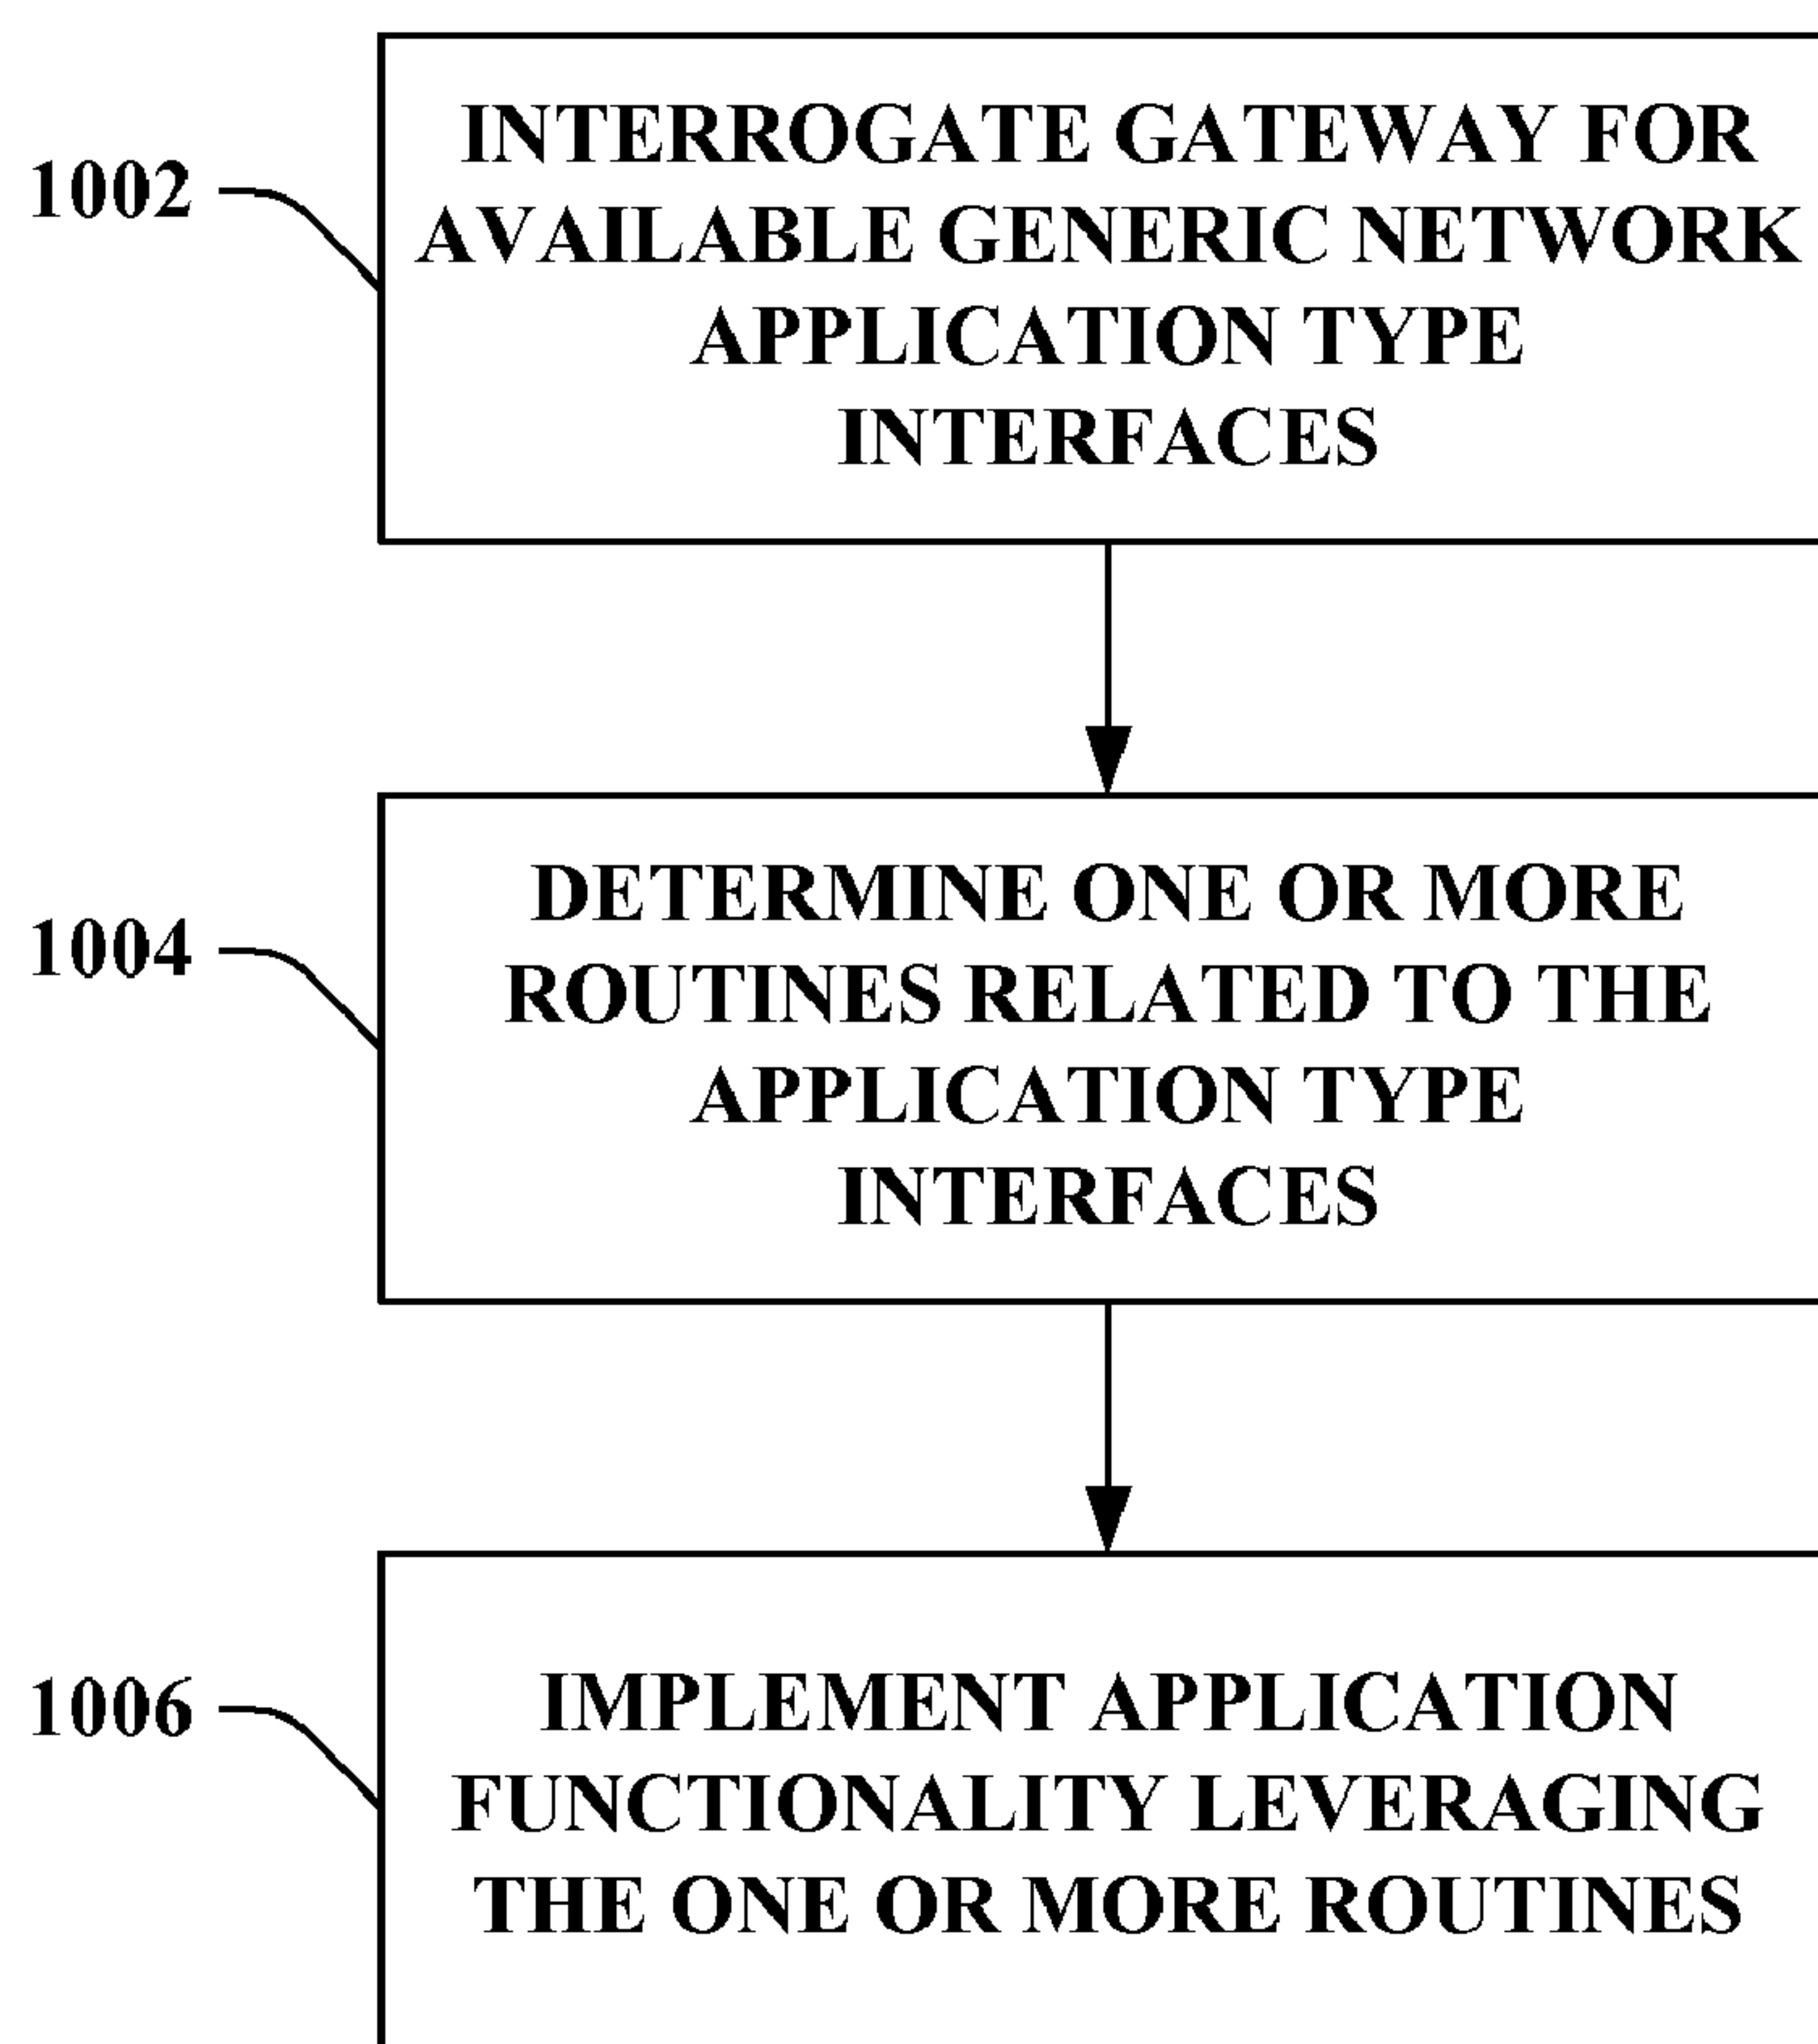 1002
INTERROGATE GATEWAY FOR
AVAILABLE GENERIC NETWORK
APPLICATION TYPE
INTERFACES
1004
DETERMINE ONE OR MORE
ROUTINES RELATED TO THE
APPLICATION TYPE
INTERFACES
1006
IMPLEMENT APPLICATION
FUNCTIONALITY LEVERAGING
THE ONE OR MORE ROUTINES